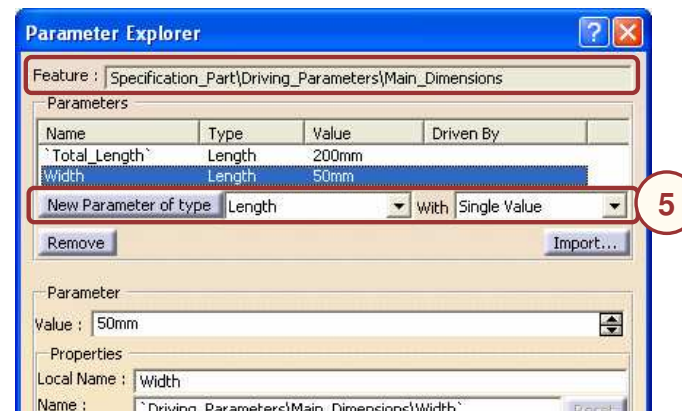 Parameter Explorer
Feature : Specification_Part\Driving_Parameters\Main_Dimensions
Parameters
Name Type Value Driven By
`Total_Length` Length 200mm
Width Length 50mm
New Parameter of type Length With Single Value
5
Remove Import...
Parameter
Value : 50mm
Properties
Local Name : Width
Name : `Driving_Parameters\Main_Dimensions\Width` Reset